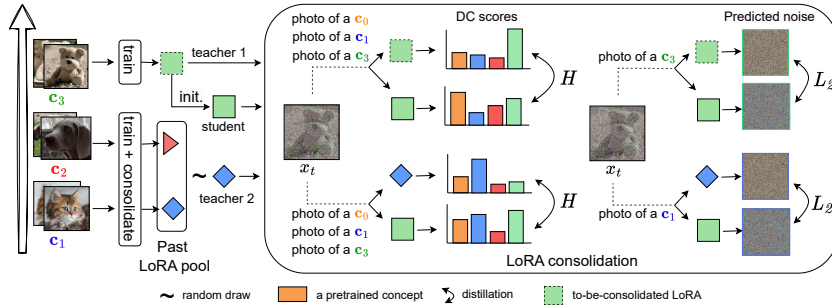 c₃
c₂
c₁
train
train + consolidate
teacher 1
init.
student
~
teacher 2
Past
LoRA pool
photo of a c₀
photo of a c₁
photo of a c₃
DC scores
H
xₜ
H
photo of a c₀
photo of a c₁
photo of a c₃
Predicted noise
photo of a c₃
L₂
xₜ
photo of a c₁
L₂
LoRA consolidation
~ random draw
a pretrained concept
distillation
to-be-consolidated LoRA